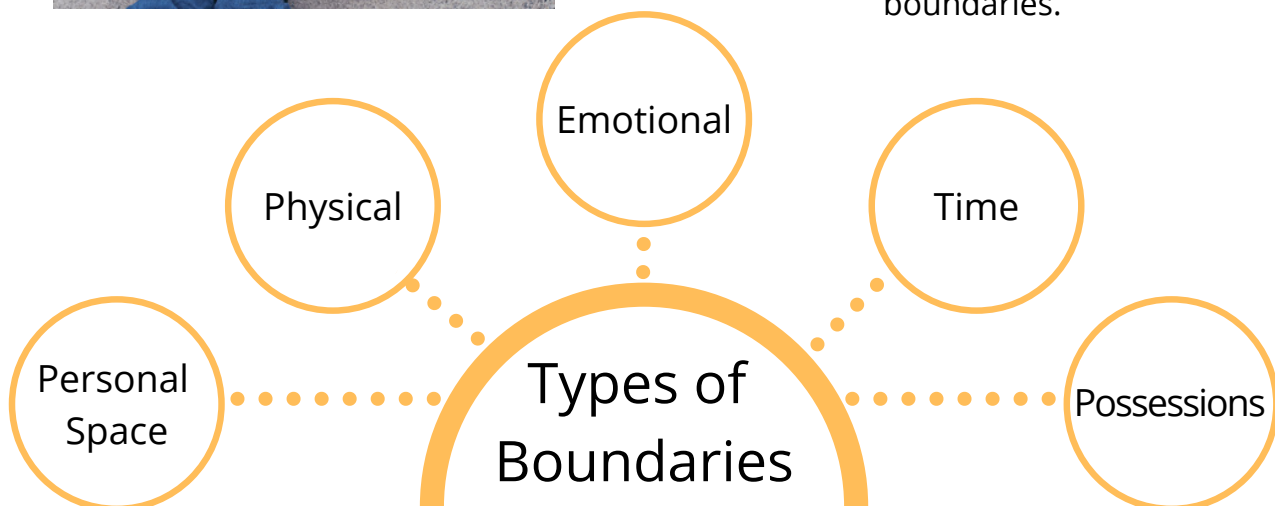 boundaries.
Emotional
Physical
Time
Personal
Space
Possessions
Types of
Boundaries